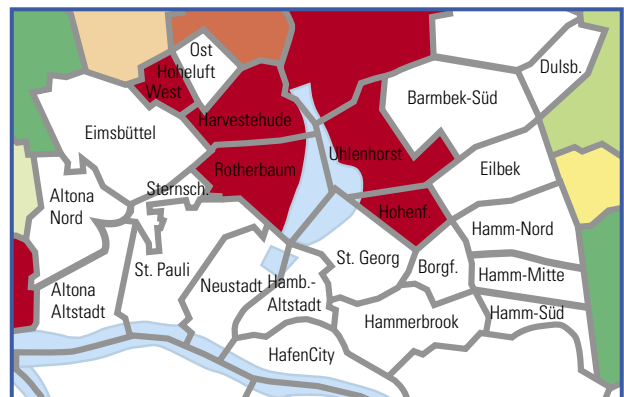 Ost
Hoheluft
West
Dulsb.
Barmbek-Süd
Harvestehude
Eimsbüttel
Uhlenhorst
Rotherbaum
Eilbek
Sternsch.
Altona
Nord
Hohenf.
Hamm-Nord
St. Georg
St. Pauli
Borgf.
Hamm-Mitte
Neustadt
Hamb.-
Altstadt
Altona
Altstadt
Hamm-Süd
Hammerbrook
HafenCity